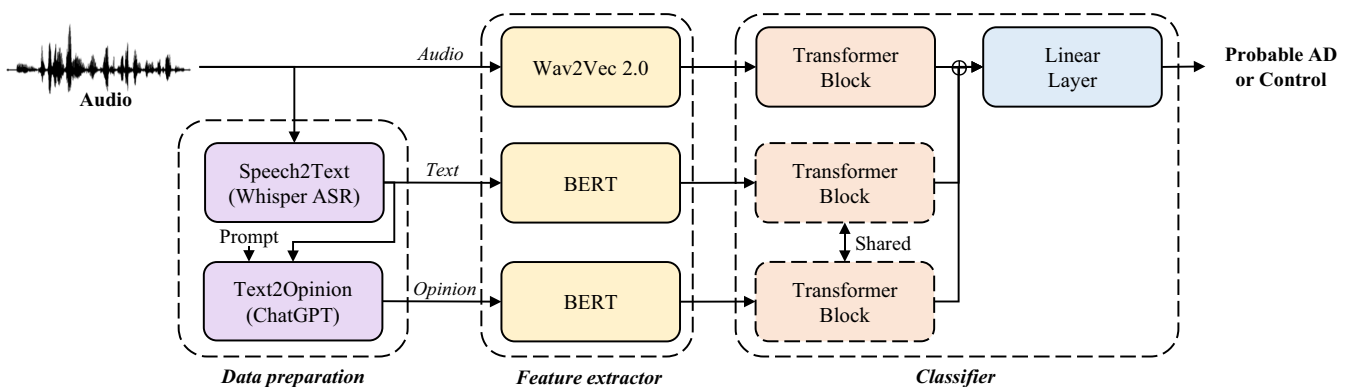 Audio
Audio
Wav2Vec 2.0
Transformer
Block
Linear
Layer
Probable AD
or Control
Speech2Text
(Whisper ASR)
Text
BERT
Transformer
Block
Prompt
Shared
Text2Opinion
(ChatGPT)
Opinion
BERT
Transformer
Block
Data preparation
Feature extractor
Classifier